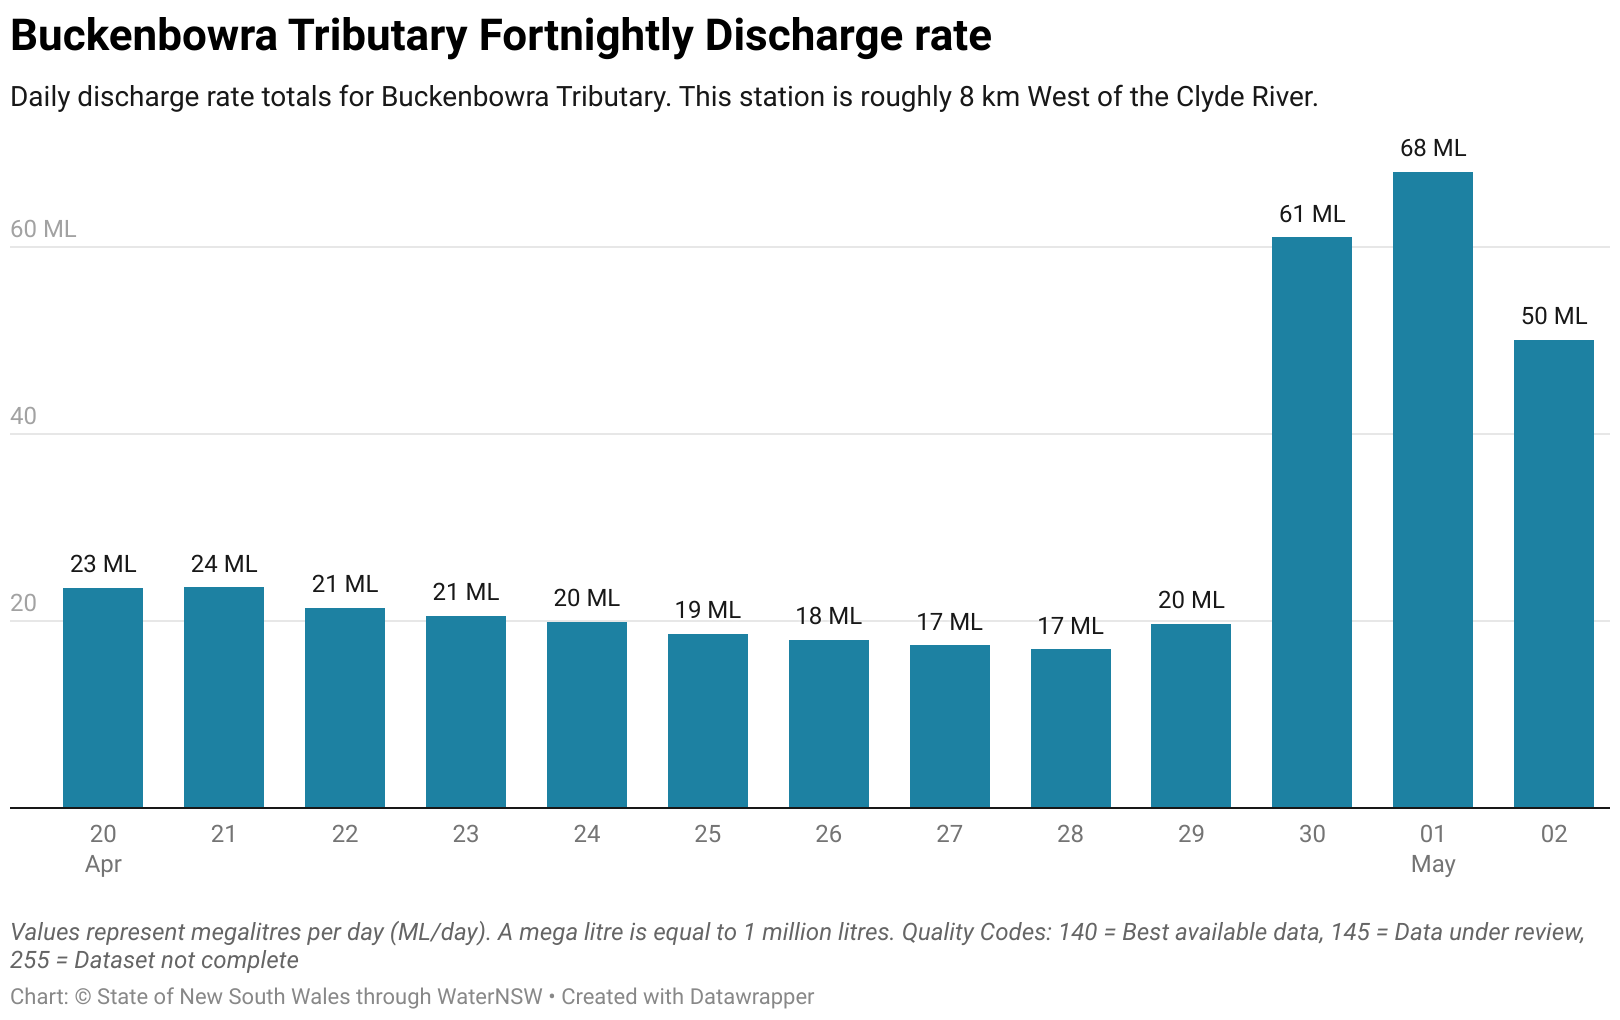 Buckenbowra Tributary Fortnightly Discharge rate
Daily discharge rate totals for Buckenbowra Tributary. This station is roughly 8 km West of the Clyde River.
68 ML
61 ML
60 ML
50 ML
40
23 ML 24 ML 21 ML 21 ML 20 ML 19 ML 18 ML 17 ML 17 ML 20 ML
20
20 21 22 23 24 25 26 27 28 29 30 01 02
Apr May
Values represent megalitres per day (ML/day). A mega litre is equal to 1 million litres. Quality Codes: 140 = Best available data, 145 = Data under review,
255 = Dataset not complete
Chart: © State of New South Wales through WaterNSW • Created with Datawrapper